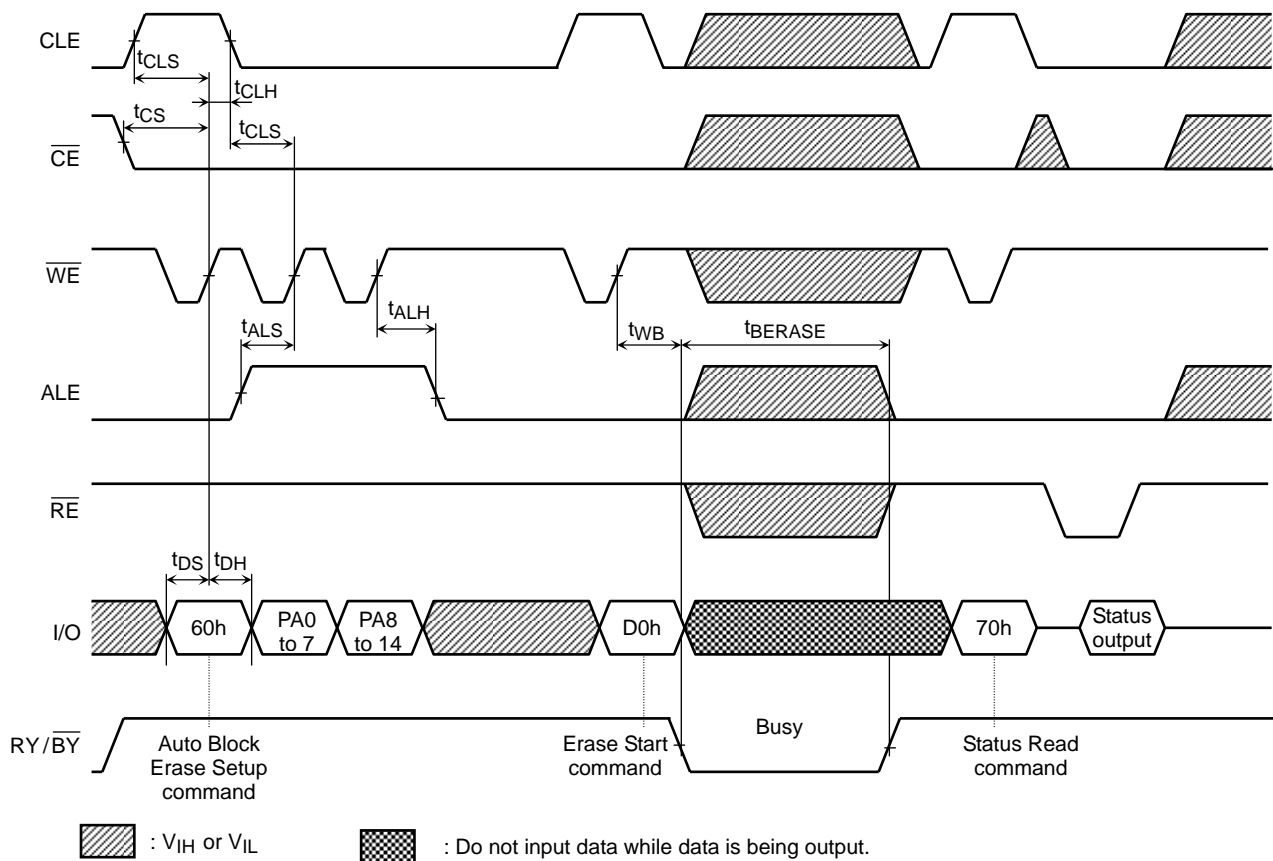 CLE
tCLS
tCLH
tCS
tCLS
CE
WE
tALS
tALH
tWB
tBERASE
ALE
RE
tDS
tDH
I/O
60h
PA0
to 7
PA8
to 14
D0h
70h
Status
output
RY/BY
Busy
Auto Block
Erase Setup
command
Erase Start
command
Status Read
command
: VIH or VIL
: Do not input data while data is being output.